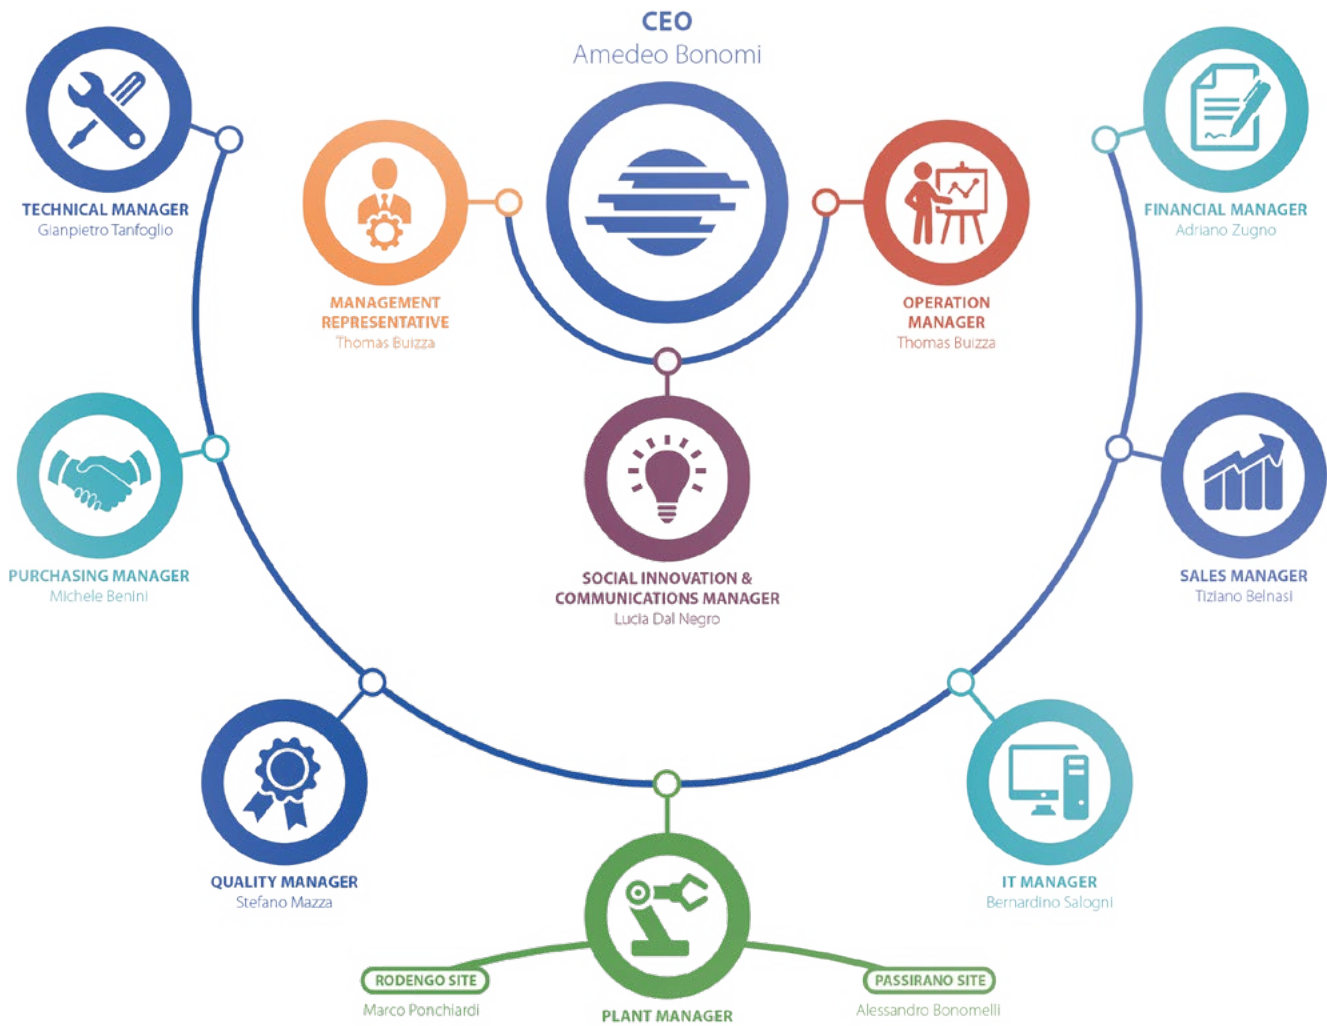 CEO
Amedeo Bonomi
TECHNICAL MANAGER
Gianpietro Tanfoglio
FINANCIAL MANAGER
Adriano Zugno
MANAGEMENT
REPRESENTATIVE
Thomas Buizza
OPERATION
MANAGER
Thomas Buizza
PURCHASING MANAGER
Michele Benini
SOCIAL INNOVATION &
COMMUNICATIONS MANAGER
Lucia Dal Negro
SALES MANAGER
Tiziano Belnasi
QUALITY MANAGER
Stefano Mazza
IT MANAGER
Bernardino Salogni
RODENGO SITE
Marco Ponchiardi
PASSIRANO SITE
Alessandro Bonomelli
PLANT MANAGER